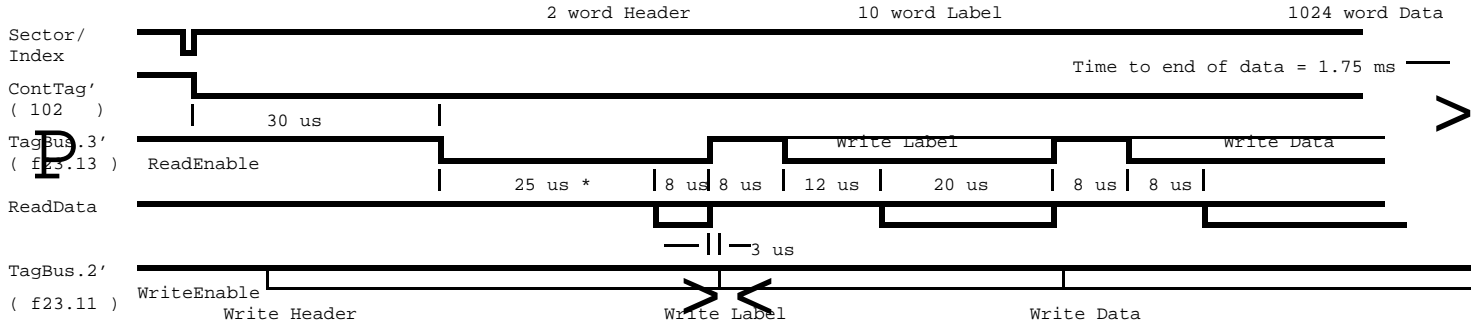 2 word Header 10 word Label 1024 word Data
Sector/
Index
Time to end of data = 1.75 ms
ContTag'
( 102 )
30 us
>
P
TagBus.3' Write Label Write Data
( f23.13 ) ReadEnable
25 us * 8 us 8 us 12 us 20 us 8 us 8 us
ReadData
3 us
TagBus.2'
WriteEnable > <
( f23.11 )
Write Header Write Label Write Data